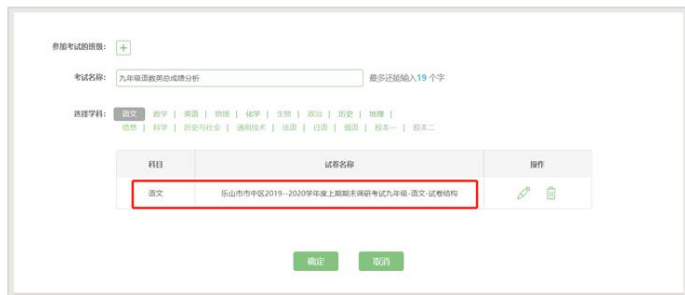 参加考试的班级: +
考试名称: 九年级语数英总成绩分析 最多还能输入19 个字
选择学科: 语文 数学 | 英语 | 物理 | 化学 | 生物 | 政治 | 历史 | 地理 |
信息 | 科学 | 历史与社会 | 通用技术 | 法语 | 日语 | 俄语 | 校本一 | 校本二
科目 试卷名称 操作
语文 乐山市市中区2019--2020学年度上期期末调研考试九年级-语文-试卷结构
确定 取消